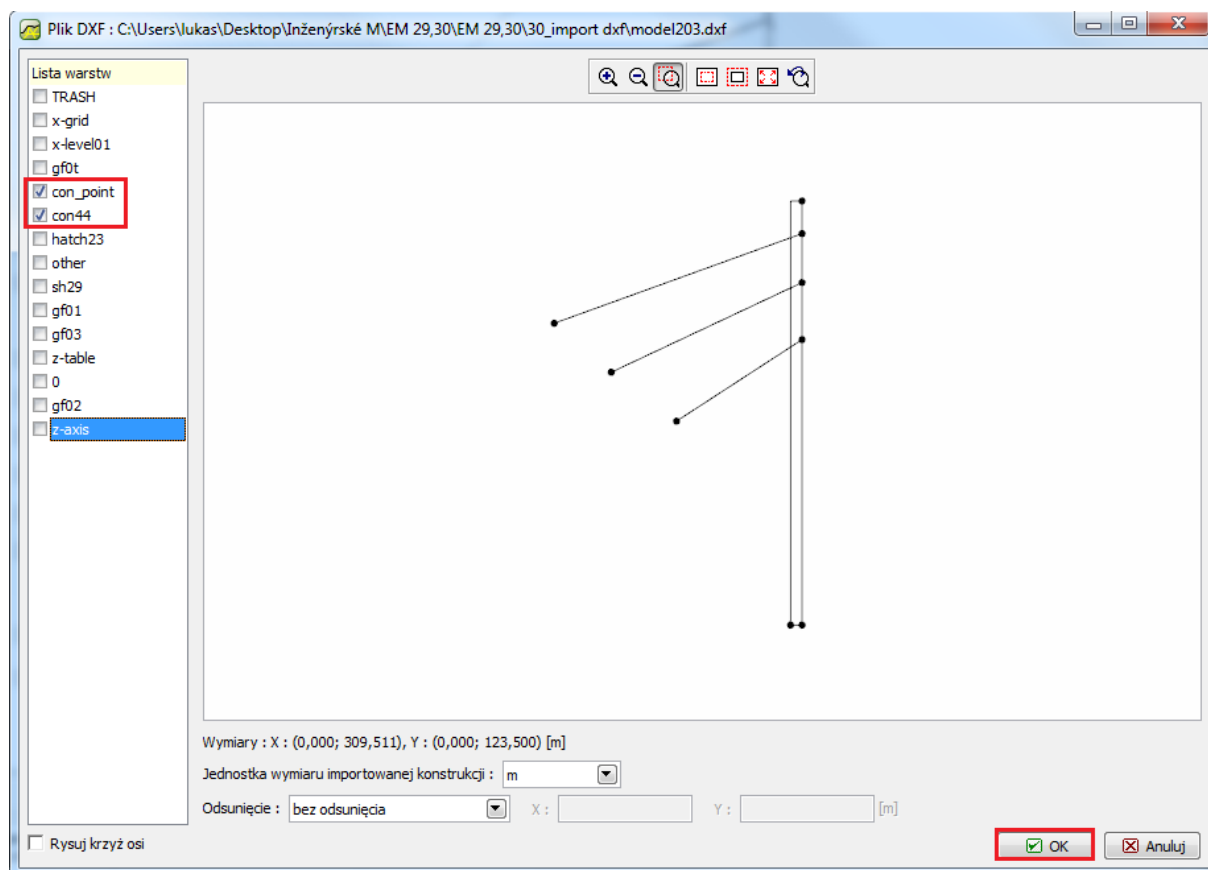 Plik DXF : C:\Users\lukas\Desktop\Inženýrské M\EM 29,30\EM 29,30\30_import dxf\model203.dxf
Lista warstw
TRASH
x-grid
x-level01
gf0t
con_point
con44
hatch23
other
sh29
gf01
gf03
z-table
0
gf02
z-axis
Wymiary : X : (0,000; 309,511), Y : (0,000; 123,500) [m]
Jednostka wymiaru importowanej konstrukcji : m
Odsunięcie : bez odsunięcia X : Y : [m]
Rysuj krzyż osi
OK Anuluj